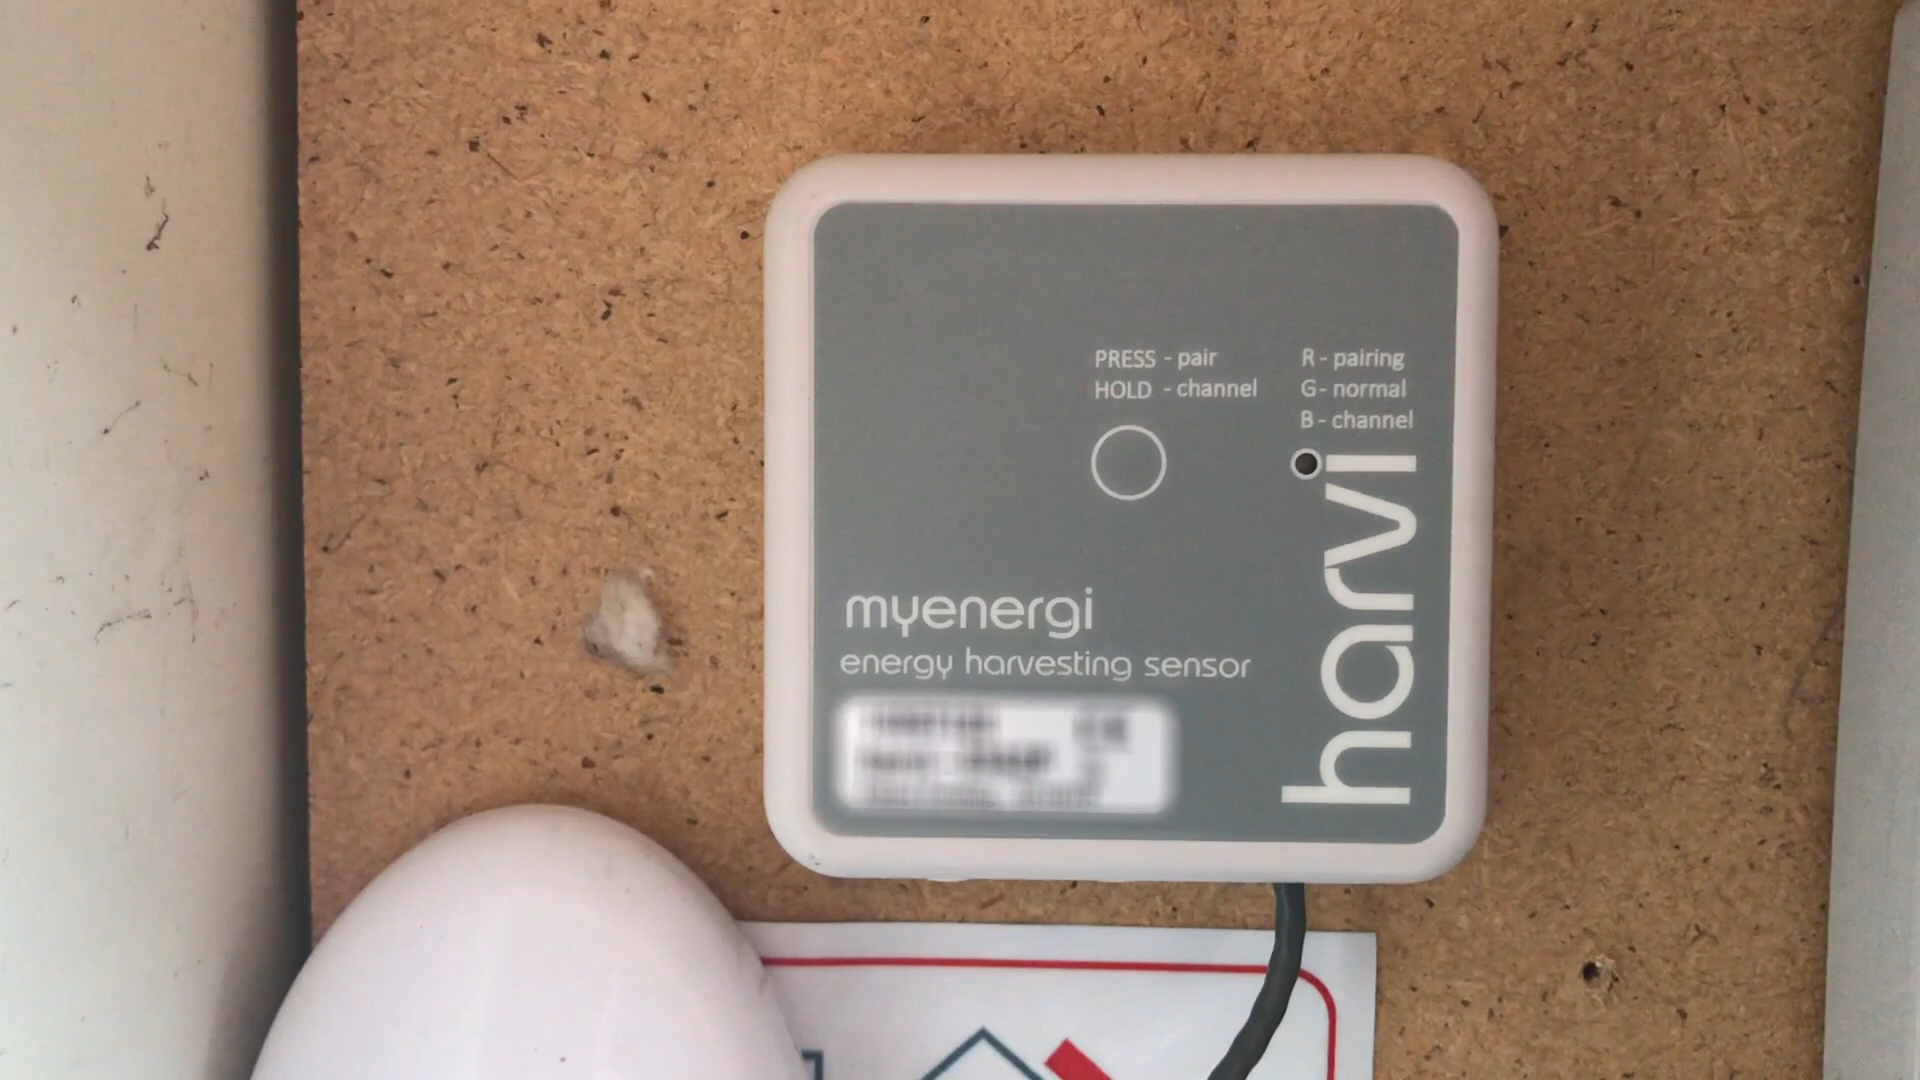 PRESS - pair
HOLD - channel
R - pairing
G - normal
B - channel
harvi
myenergi
energy harvesting sensor